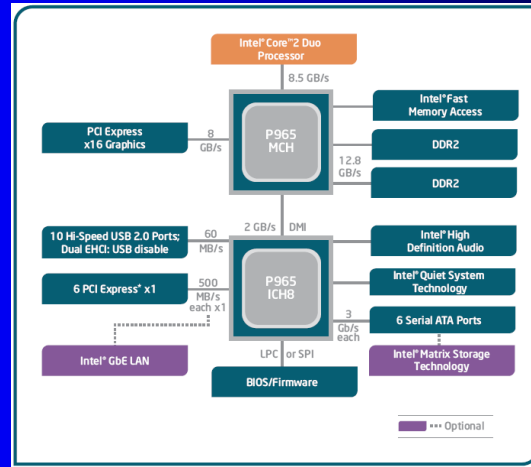 Intel® Core™2 Duo
Processor
8.5 GB/s
P965
MCH
Intel® Fast
Memory Access
PCI Express
x16 Graphics
8
GB/s
DDR2
12.8
GB/s
DDR2
2 GB/s DMI
10 Hi-Speed USB 2.0 Ports;
Dual EHCI: USB disable
60
MB/s
P965
ICH8
Intel® High
Definition Audio
6 PCI Express* x1
500
MB/s
each x1
Intel® Quiet System
Technology
3
Gb/s
each
6 Serial ATA Ports
Intel® GbE LAN
Intel® Matrix Storage
Technology
LPC or SPI
BIOS/Firmware
Optional